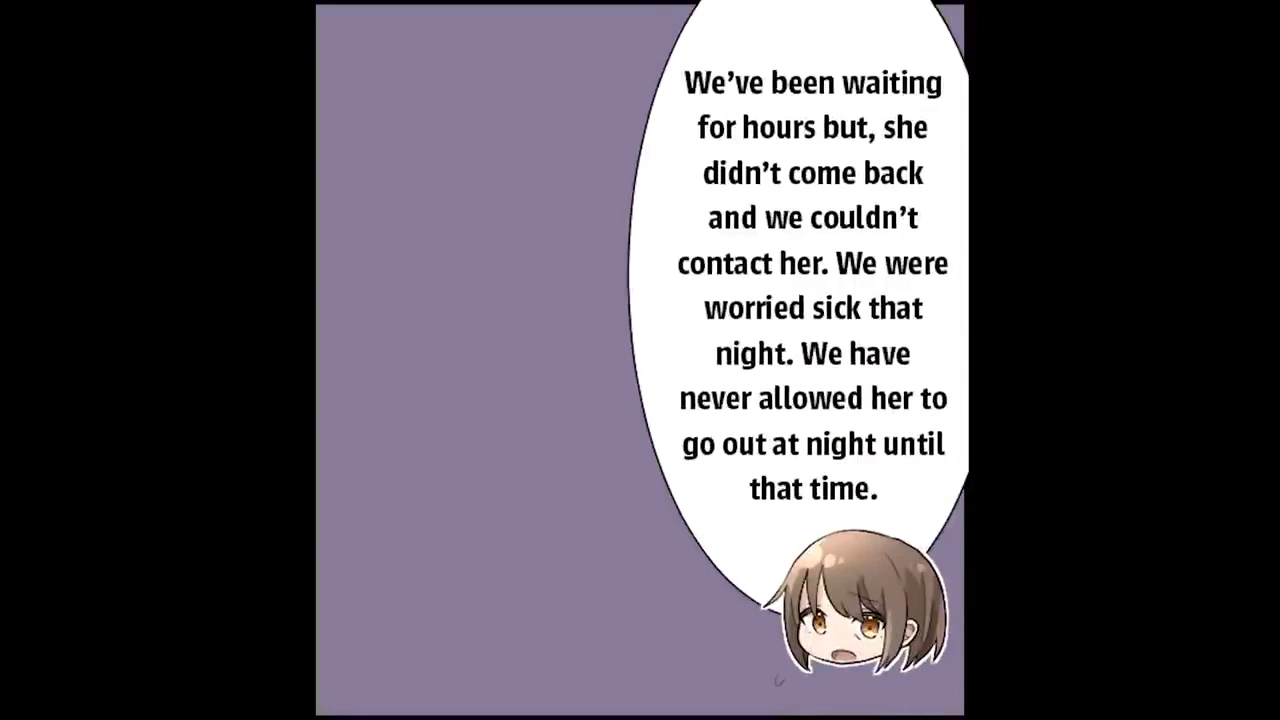 We've been waiting
for hours but, she
didn't come back
and we couldn't
contact her. We were
worried sick that
night. We have
never allowed her to
go out at night until
that time.